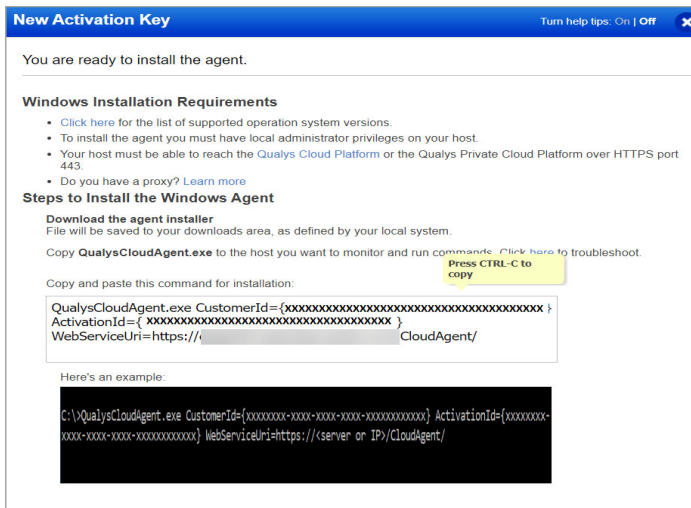 New Activation Key
Turn help tips: On | Off
You are ready to install the agent.
Windows Installation Requirements
• Click here for the list of supported operation system versions.
• To install the agent you must have local administrator privileges on your host.
• Your host must be able to reach the Qualys Cloud Platform or the Qualys Private Cloud Platform over HTTPS port
443.
• Do you have a proxy? Learn more
Steps to Install the Windows Agent
Download the agent installer
File will be saved to your downloads area, as defined by your local system.
Copy QualysCloudAgent.exe to the host you want to monitor and run commands. Click here to troubleshoot.
Press CTRL-C to
copy
Copy and paste this command for installation:
QualysCloudAgent.exe CustomerId={xxxxxxxxxxxxxxxxxxxxxxxxxxxxxxxxxxxxxx}
ActivationId={ xxxxxxxxxxxxxxxxxxxxxxxxxxxxxxxxxxxx }
WebServiceUri=https:// CloudAgent/
Here's an example:
C:\>QualysCloudAgent.exe CustomerId={xxxxxxxx-xxxx-xxxx-xxxx-xxxxxxxxxxxx} ActivationId={xxxxxxxx-
xxxx-xxxx-xxxx-xxxxxxxxxxxx} WebServiceUri=https://<server or IP>/CloudAgent/